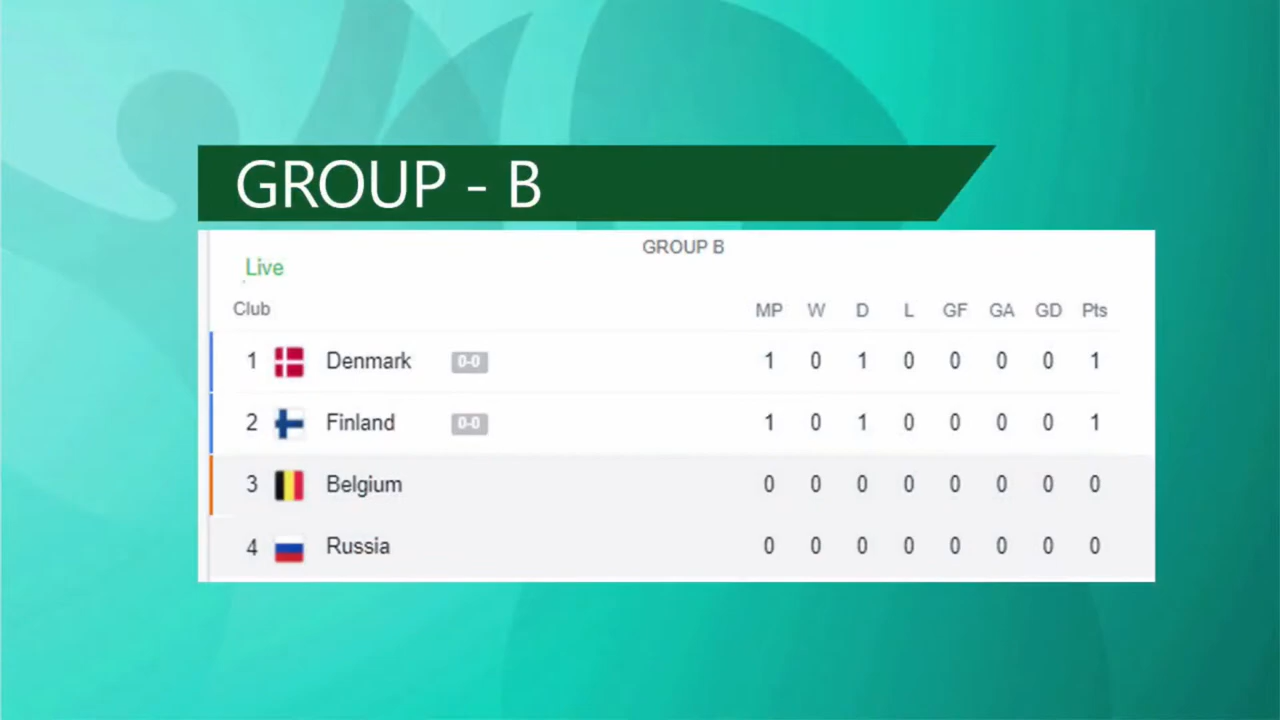 GROUP - B
GROUP B
Live
Club MP W D L GF GA GD Pts
1 Denmark 0-0 1 0 1 0 0 0 0 1
2 Finland 0-0 1 0 1 0 0 0 0 1
3 Belgium 0 0 0 0 0 0 0 0
4 Russia 0 0 0 0 0 0 0 0